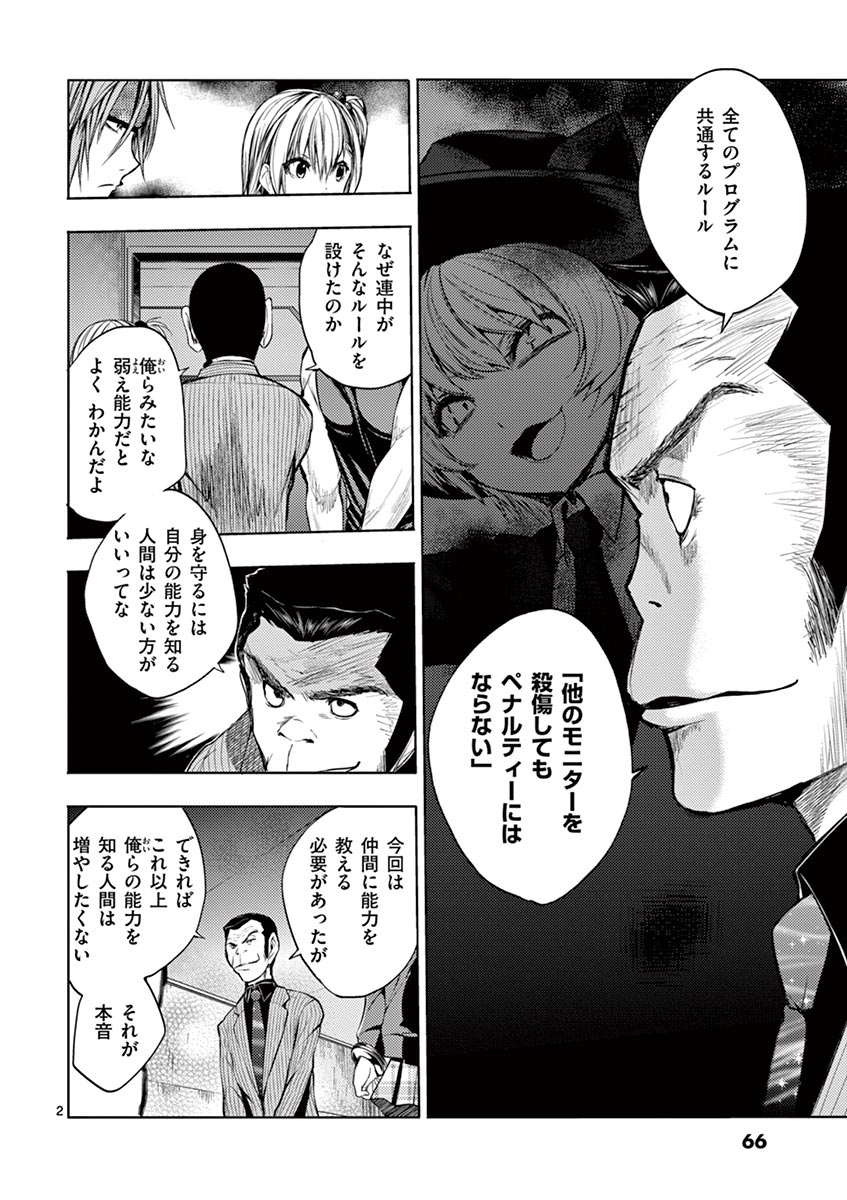 全てのプログラムに
共通するルール
「他のモニターを
殺傷しても
ペナルティーには
ならない」
なぜ連中が
そんなルールを
設けたのか
俺らみたいな
弱え能力だと
よく わかんだよ
身を守るには
自分の能力を知る
人間は少ない方が
いいってな
今回は
仲間に能力を
教える
必要があったが
できれば
これ以上
俺らの能力を
知る人間は
増やしたくない
それが
本音
2
66